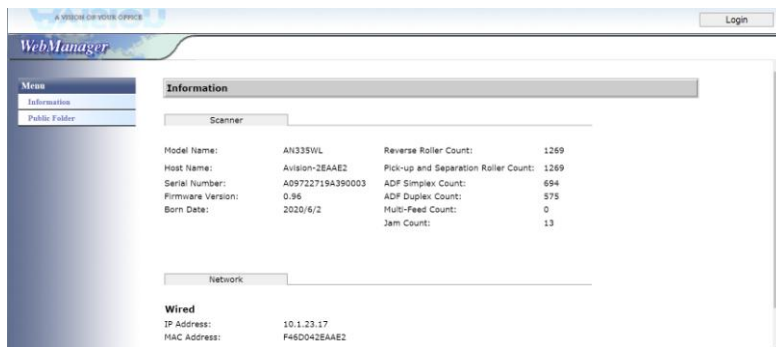 A VISION OF YOUR OFFICE
Login
WebManager
Menu
Information
Public Folder
Information
Scanner
Model Name: AN335WL Reverse Roller Count: 1269
Host Name: Avision-2EAAE2 Pick-up and Separation Roller Count: 1269
Serial Number: A09722719A390003 ADF Simplex Count: 694
Firmware Version: 0.96 ADF Duplex Count: 575
Born Date: 2020/6/2 Multi-Feed Count: 0
Jam Count: 13
Network
Wired
IP Address: 10.1.23.17
MAC Address: F46D042EAAE2